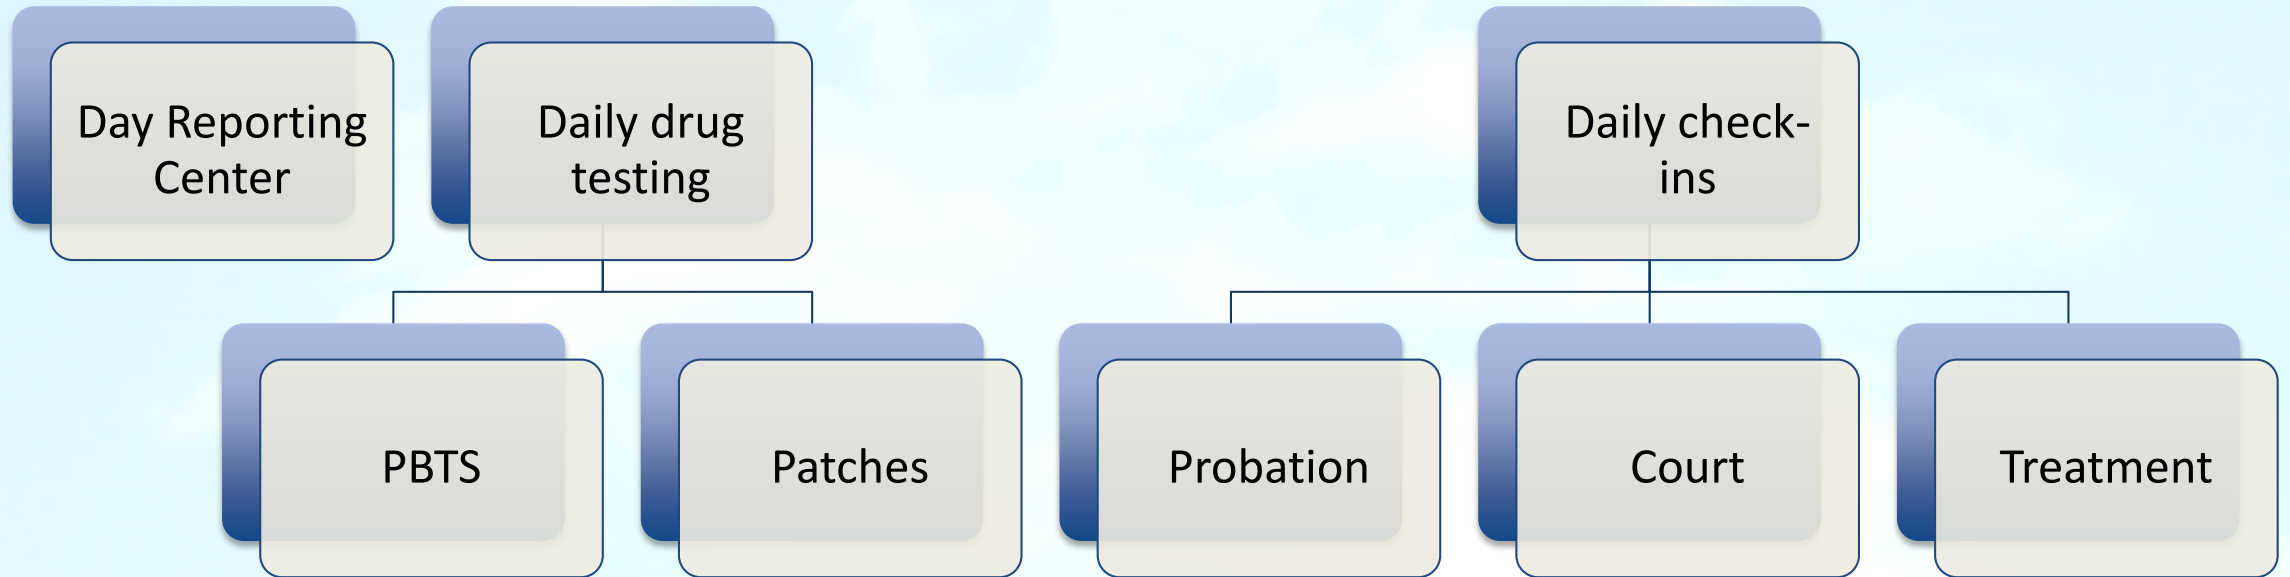 Day Reporting
Center
Daily drug
testing
Daily check-
ins
PBTS
Patches
Probation
Court
Treatment